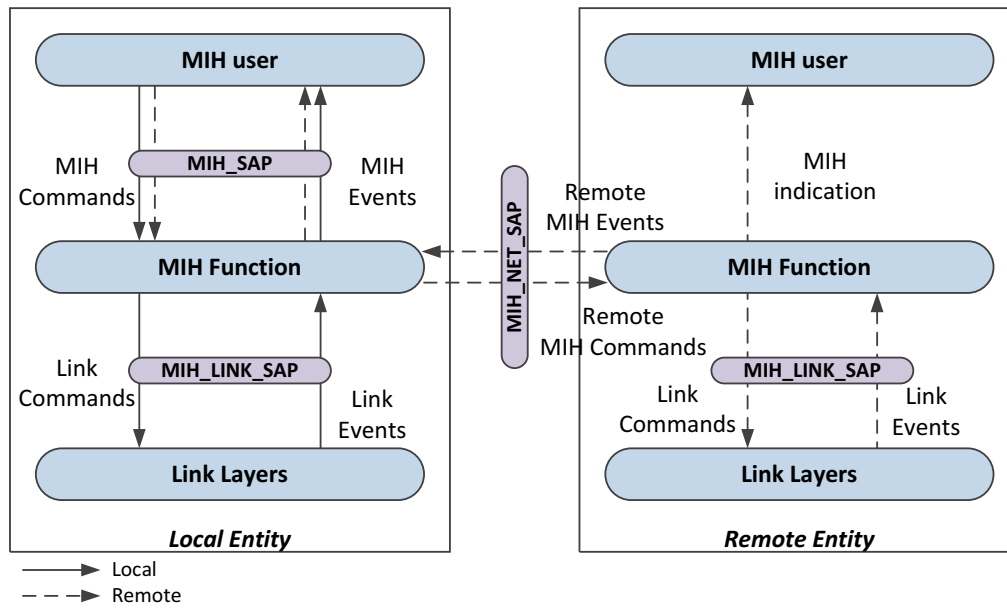 MIH user
MIH_SAP
MIH
Commands
MIH
Events
MIH Function
MIH_LINK_SAP
Link
Commands
Link
Events
Link Layers
Local Entity
MIH_NET_SAP
Remote
MIH Events
Remote
MIH Commands
MIH user
MIH
indication
MIH Function
MIH_LINK_SAP
Link
Commands
Link
Events
Link Layers
Remote Entity
Local
Remote